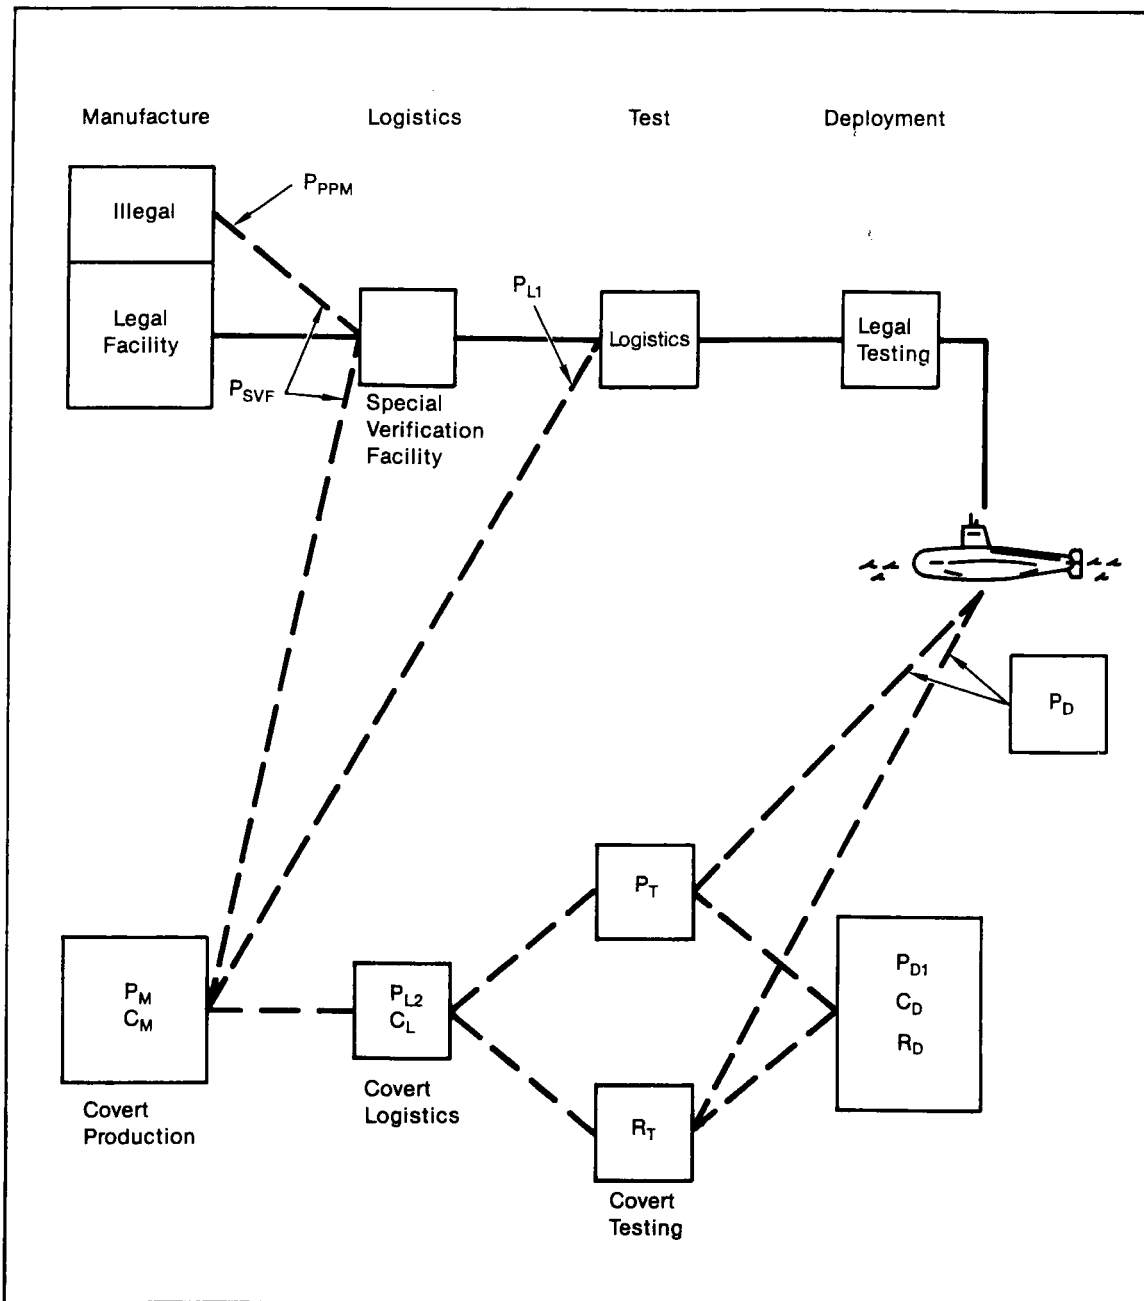 Manufacture
Logistics
Test
Deployment
Illegal
P_PPM
Legal
Facility
P_SVF
Special
Verification
Facility
P_L1
Logistics
Legal
Testing
P_D
P_T
P_M
C_M
Covert
Production
P_L2
C_L
Covert
Logistics
R_T
Covert
Testing
P_D1
C_D
R_D